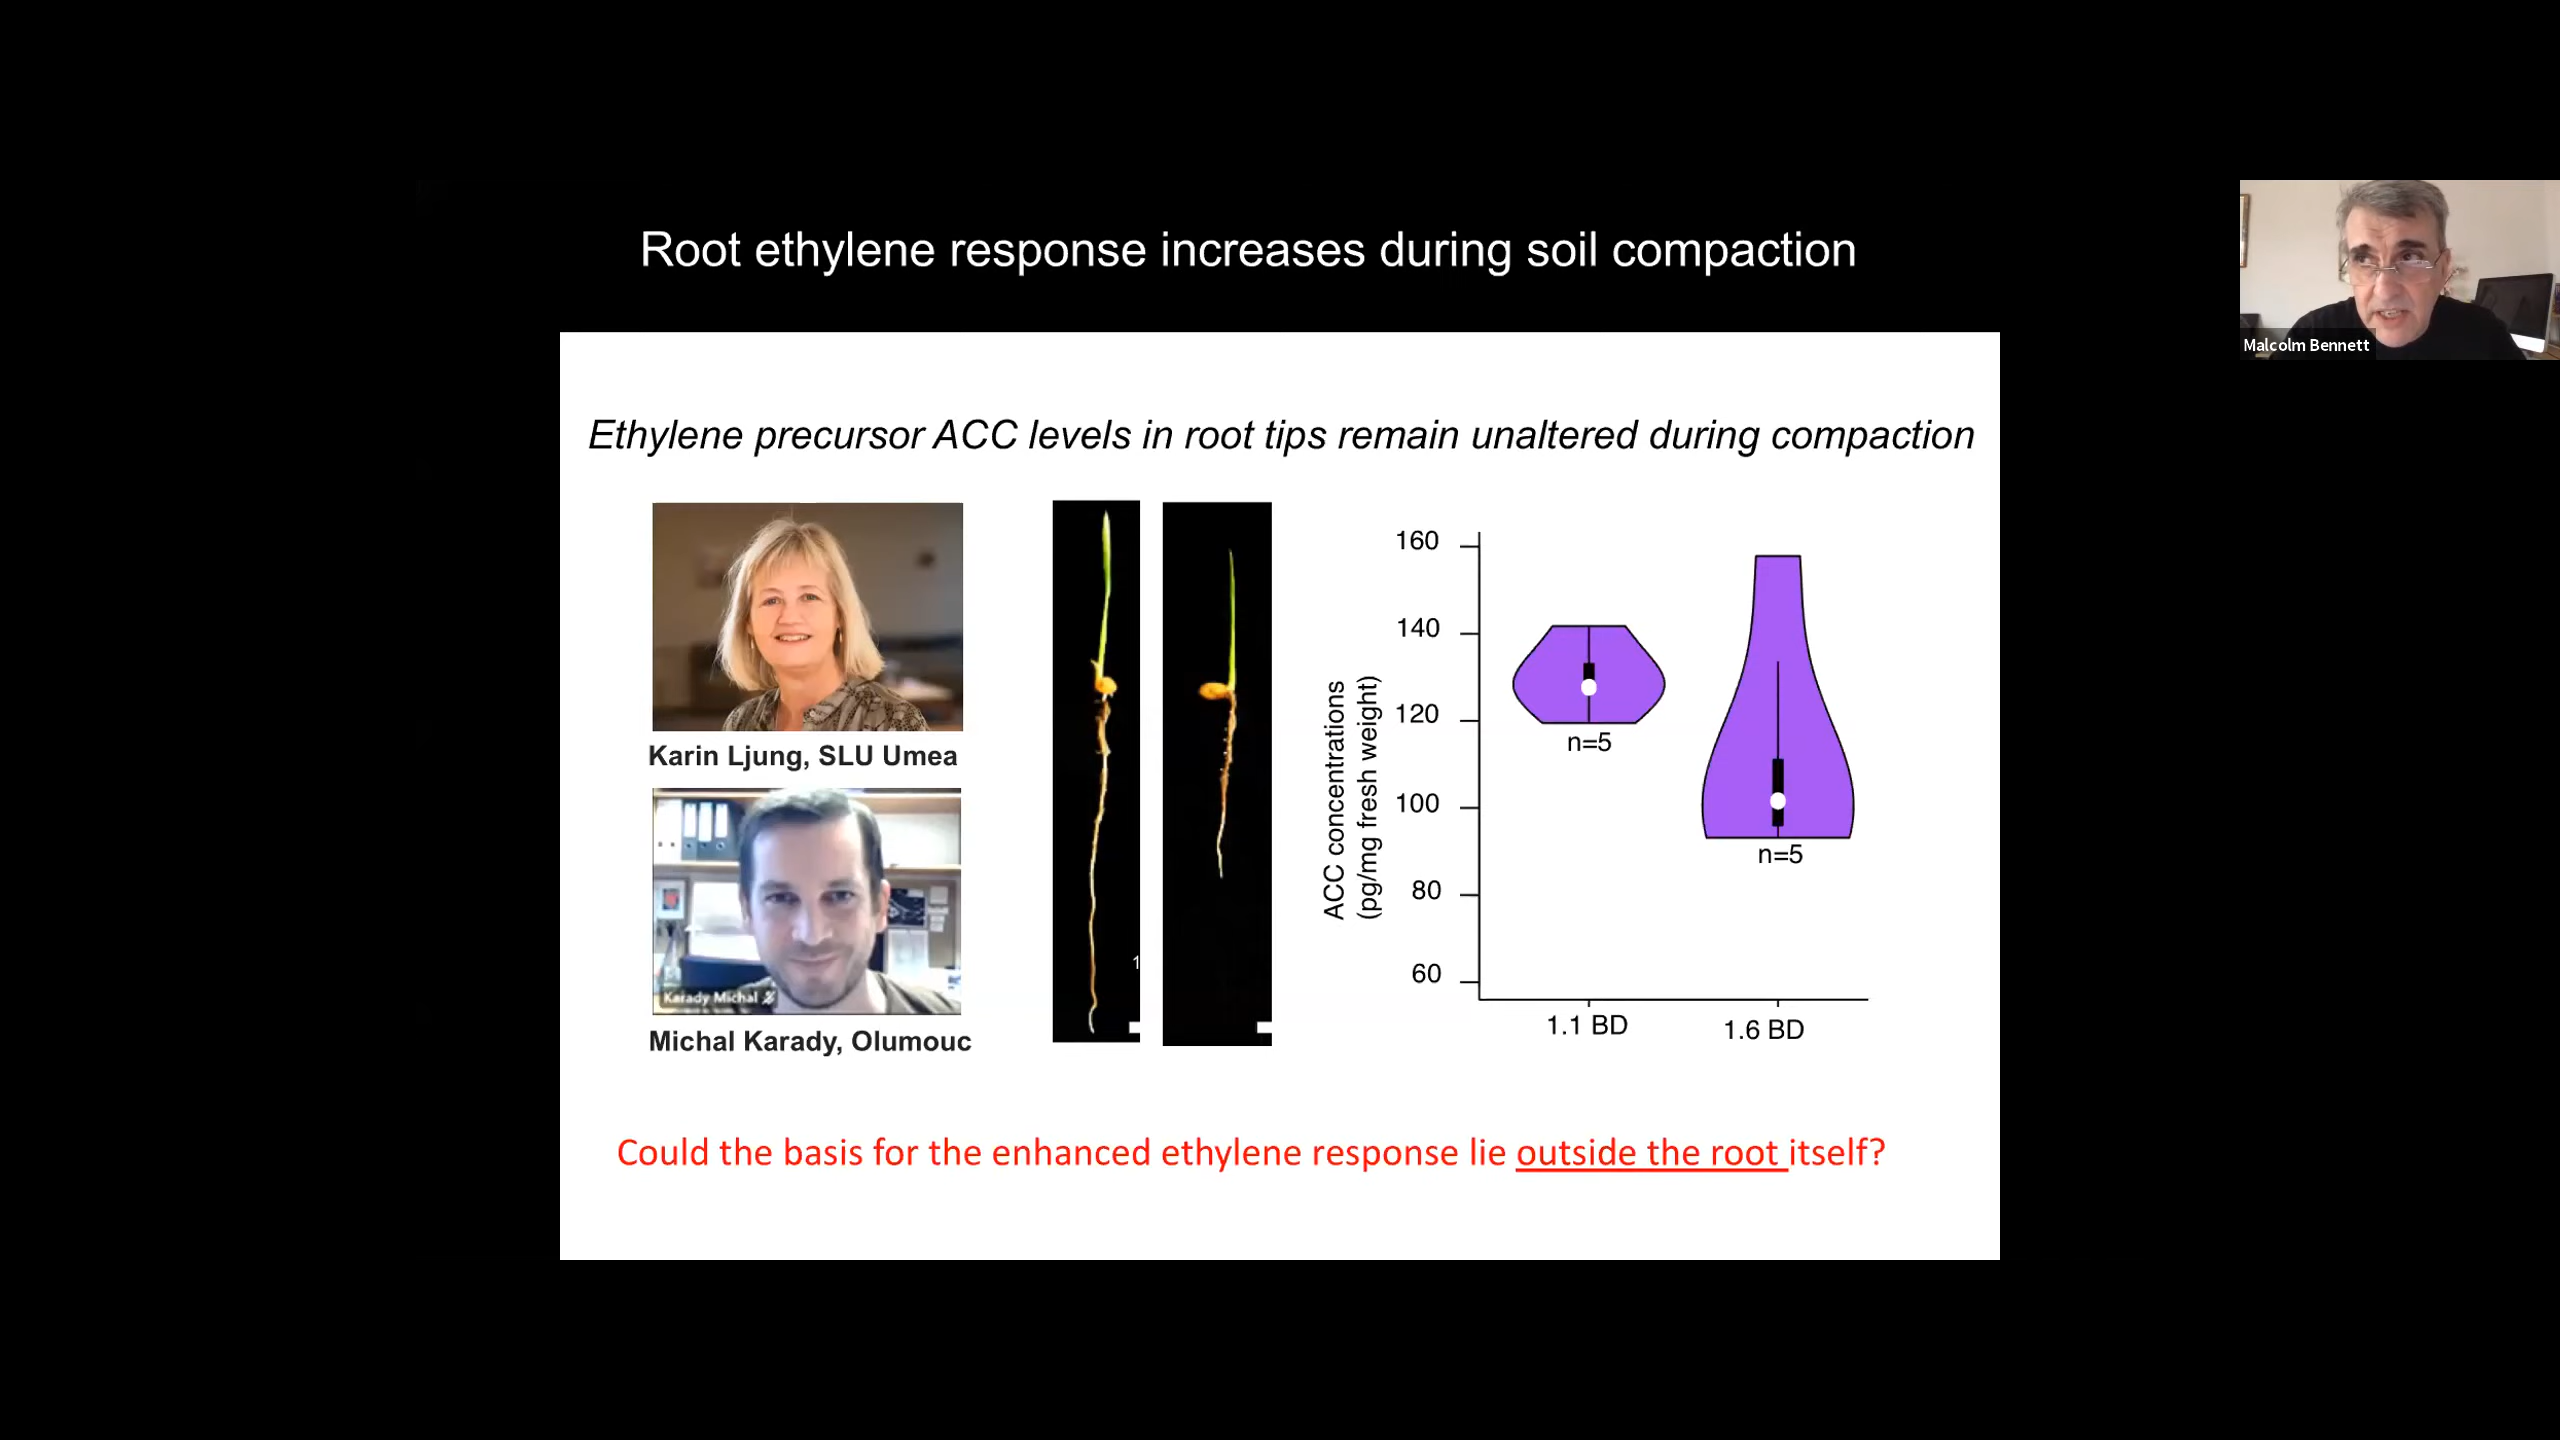 Root ethylene response increases during soil compaction
Malcolm Bennett
Ethylene precursor ACC levels in root tips remain unaltered during compaction
Karin Ljung, SLU Umea
Karady Michal
Michal Karady, Olumouc
1
ACC concentrations
(pg/mg fresh weight)
160
140
120
100
80
60
n=5
n=5
1.1 BD
1.6 BD
Could the basis for the enhanced ethylene response lie outside the root itself?